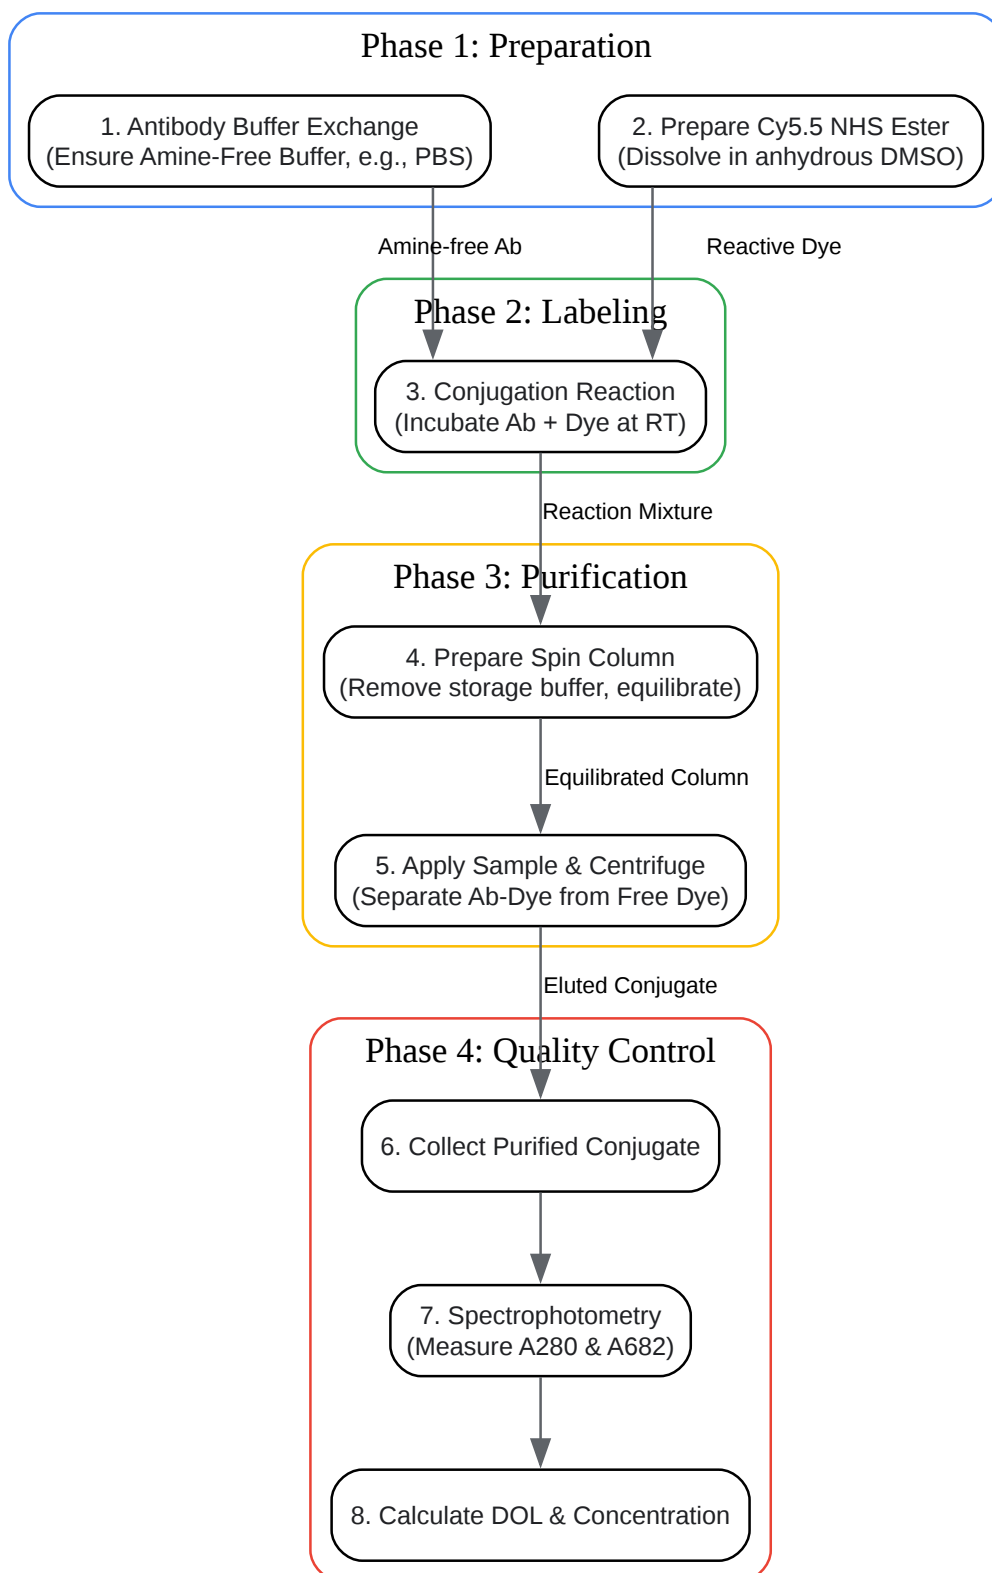 Phase 1: Preparation
1. Antibody Buffer Exchange
(Ensure Amine-Free Buffer, e.g., PBS)
2. Prepare Cy5.5 NHS Ester
(Dissolve in anhydrous DMSO)
Amine-free Ab
Reactive Dye
Phase 2: Labeling
3. Conjugation Reaction
(Incubate Ab + Dye at RT)
Reaction Mixture
Phase 3: Purification
4. Prepare Spin Column
(Remove storage buffer, equilibrate)
Equilibrated Column
5. Apply Sample & Centrifuge
(Separate Ab-Dye from Free Dye)
Eluted Conjugate
Phase 4: Quality Control
6. Collect Purified Conjugate
7. Spectrophotometry
(Measure A280 & A682)
8. Calculate DOL & Concentration